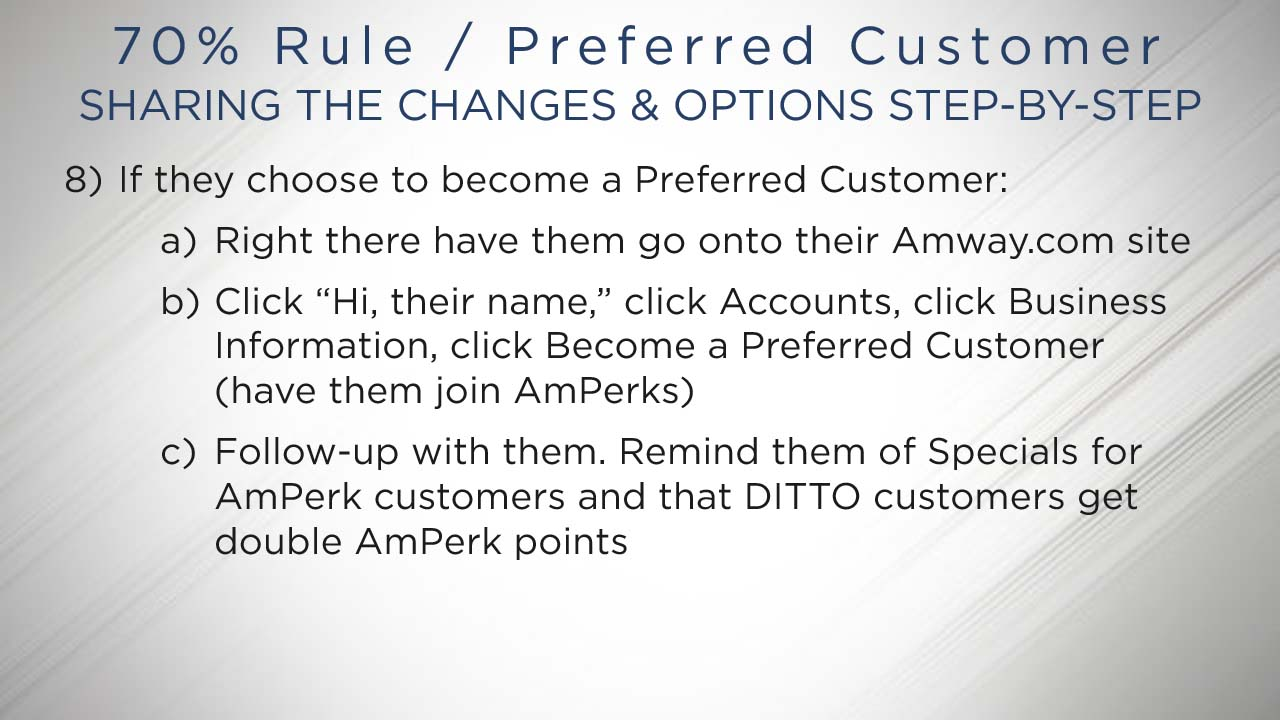 70% Rule / Preferred Customer
SHARING THE CHANGES & OPTIONS STEP-BY-STEP
8) If they choose to become a Preferred Customer:
a) Right there have them go onto their Amway.com site
b) Click “Hi, their name,” click Accounts, click Business
Information, click Become a Preferred Customer
(have them join AmPerks)
c) Follow-up with them. Remind them of Specials for
AmPerk customers and that DITTO customers get
double AmPerk points